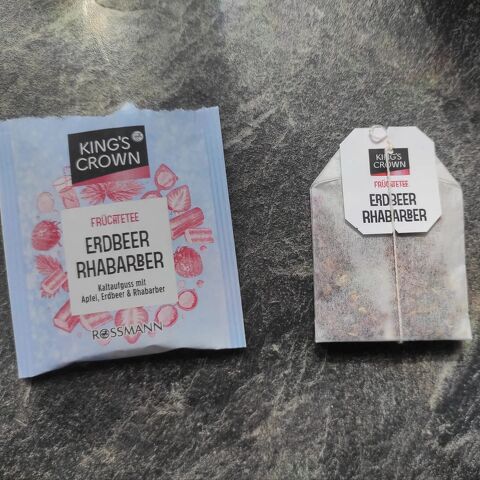 KING'S
CROWN
FRÜCHTETEE
ERDBEER
RHABARBER
Kaltaufguss mit
Apfel, Erdbeer & Rhabarber
ROSSMANN
KING'S
CROWN
FRÜCHTETEE
ERDBEER
RHABARBER